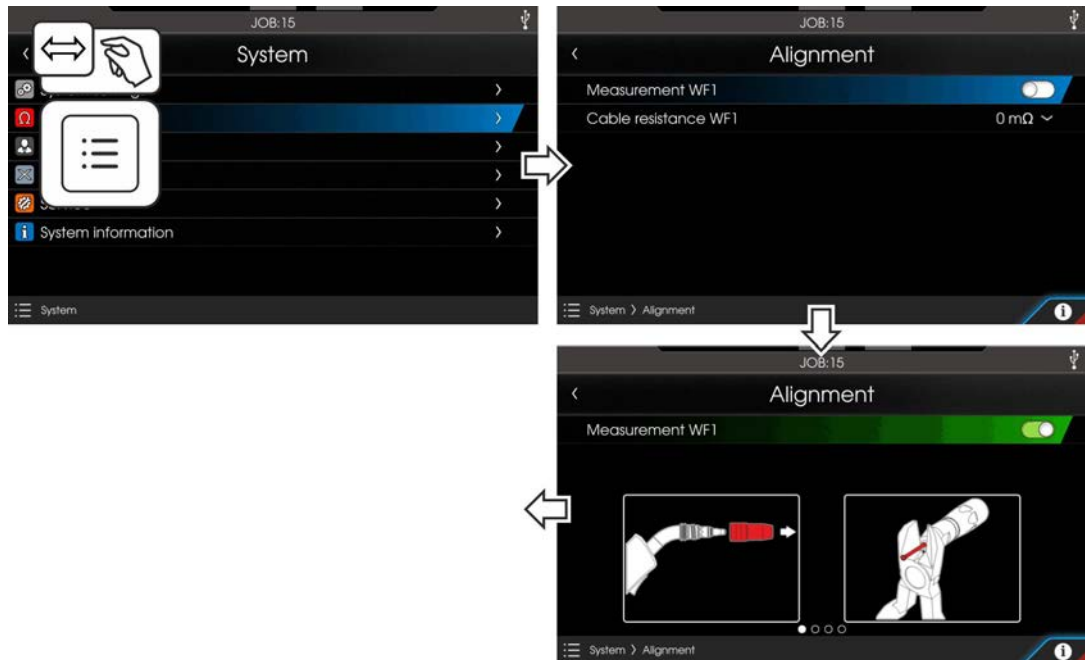 JOB:15
System
System information
System
JOB:15
Alignment
Measurement WF1
Cable resistance WF1 0 mΩ
System > Alignment
JOB:15
Alignment
Measurement WF1
System > Alignment